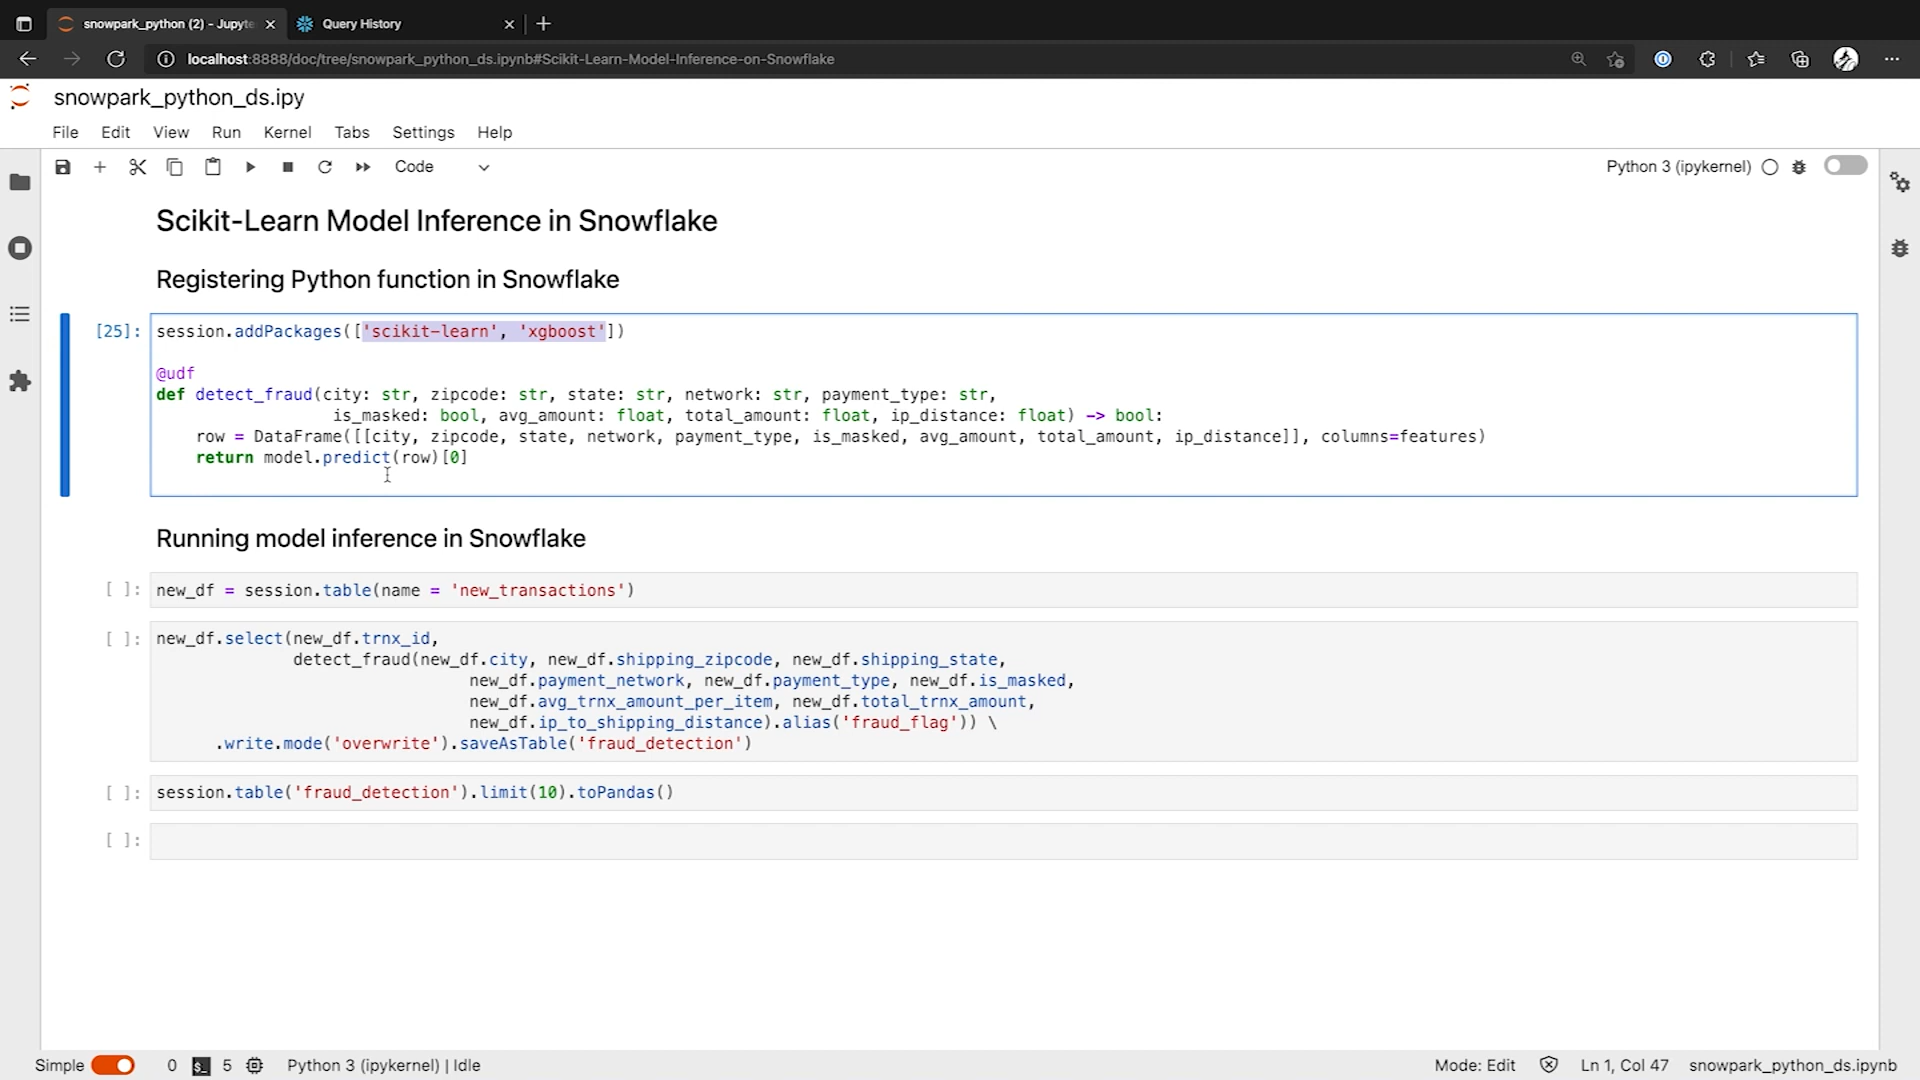 snowpark_python (2) - Jupyte
Query History
localhost:8888/doc/tree/snowpark_python_ds.ipynb#Scikit-Learn-Model-Inference-on-Snowflake
snowpark_python_ds.ipy
File Edit View Run Kernel Tabs Settings Help
Code
Python 3 (ipykernel)
Scikit-Learn Model Inference in Snowflake
Registering Python function in Snowflake
[25]: session.addPackages(['scikit-learn', 'xgboost'])
@udf
def detect_fraud(city: str, zipcode: str, state: str, network: str, payment_type: str,
is_masked: bool, avg_amount: float, total_amount: float, ip_distance: float) -> bool:
row = DataFrame([[city, zipcode, state, network, payment_type, is_masked, avg_amount, total_amount, ip_distance]], columns=features)
return model.predict(row)[0]
Running model inference in Snowflake
[ ]: new_df = session.table(name = 'new_transactions')
[ ]: new_df.select(new_df.trnx_id,
detect_fraud(new_df.city, new_df.shipping_zipcode, new_df.shipping_state,
new_df.payment_network, new_df.payment_type, new_df.is_masked,
new_df.avg_trnx_amount_per_item, new_df.total_trnx_amount,
new_df.ip_to_shipping_distance).alias('fraud_flag')) \
.write.mode('overwrite').saveAsTable('fraud_detection')
[ ]: session.table('fraud_detection').limit(10).toPandas()
[ ]:
Simple 0 $_ 5 Python 3 (ipykernel) | Idle Mode: Edit Ln 1, Col 47 snowpark_python_ds.ipynb